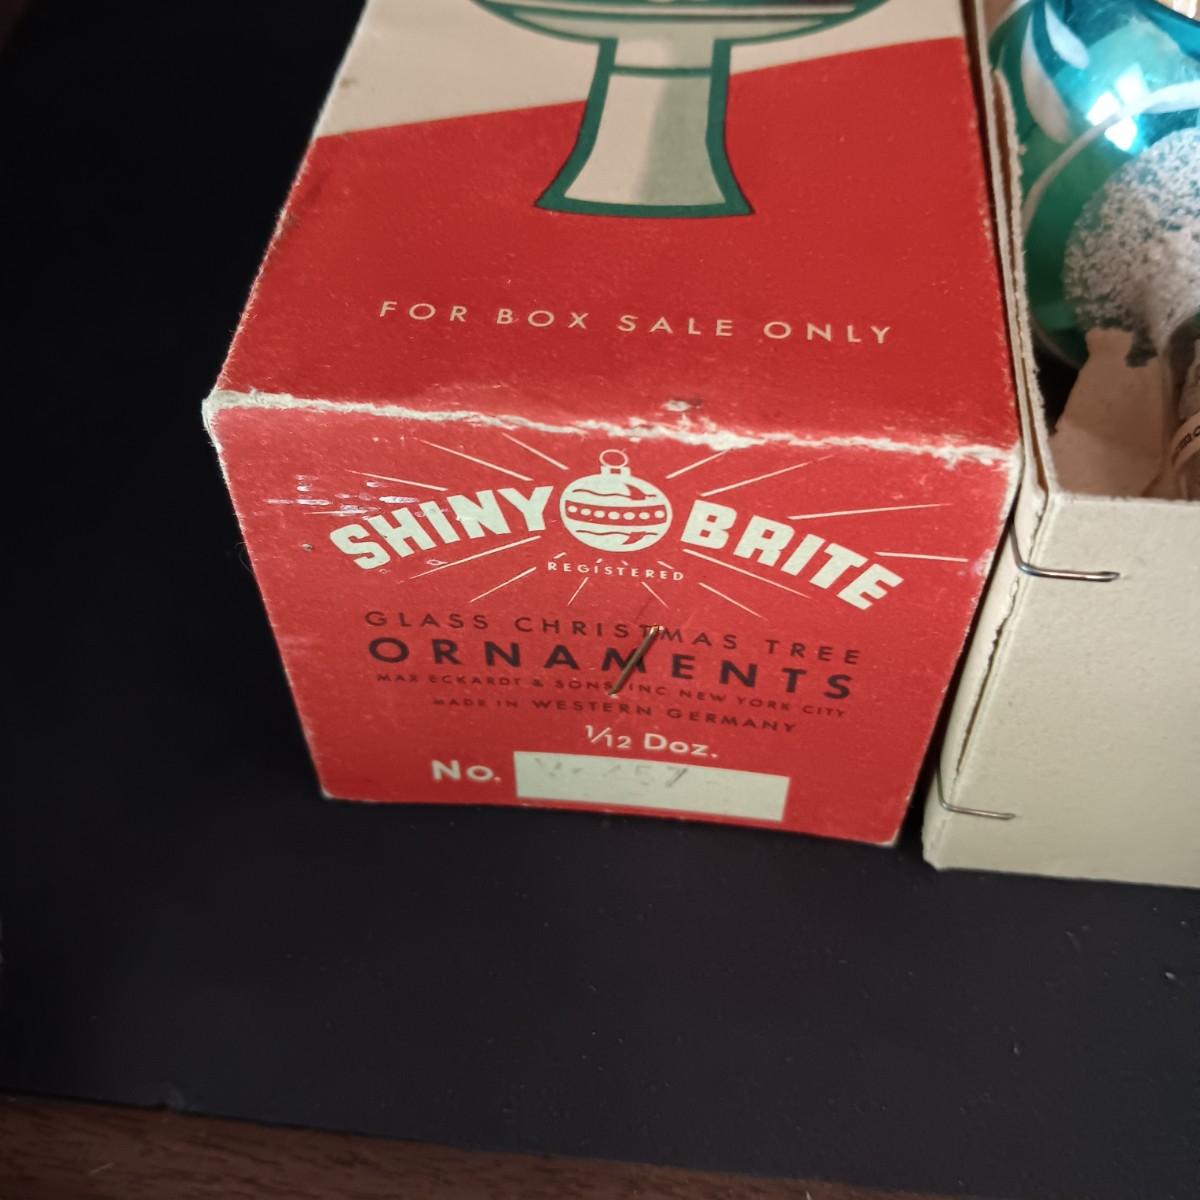 FOR BOX SALE ONLY
SHINY BRITE
REGISTERED
GLASS CHRISTMAS TREE
ORNAMENTS
MAX ECKARDT & SONS, INC NEW YORK CITY
MADE IN WESTERN GERMANY
1/12 Doz.
No.